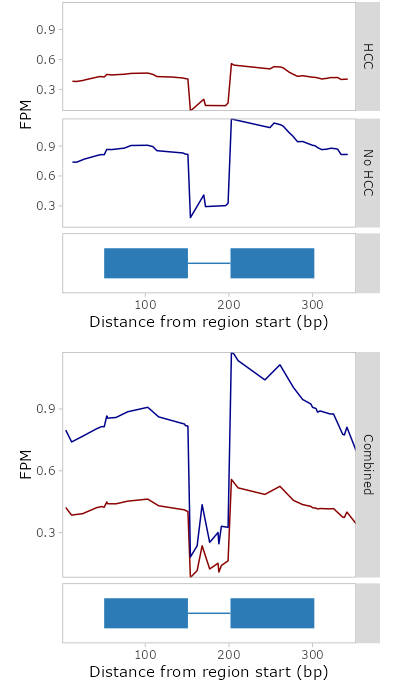 HCC
0.9
0.6
0.3
FPM
No HCC
0.9
0.6
0.3
100 200 300
Distance from region start (bp)
Combined
0.9
0.6
0.3
FPM
100 200 300
Distance from region start (bp)